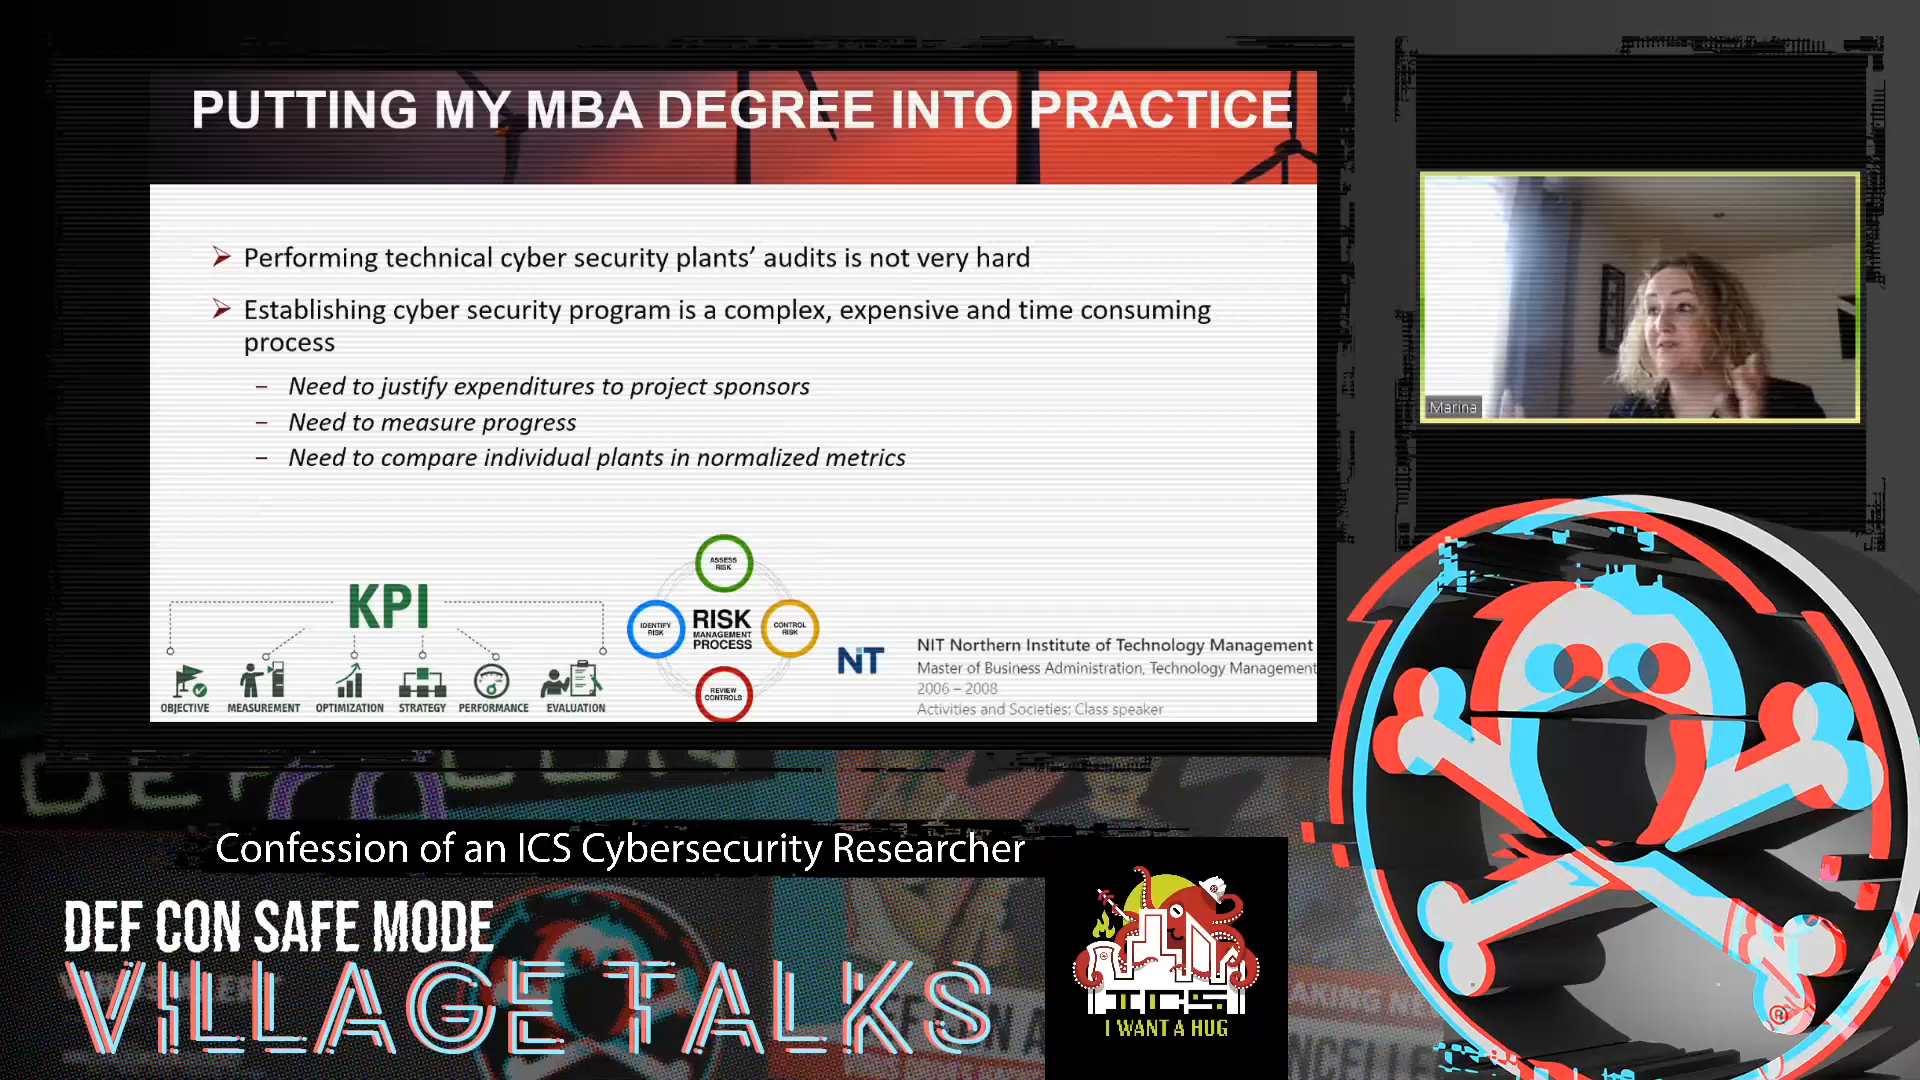 PUTTING MY MBA DEGREE INTO PRACTICE
Performing technical cyber security plants’ audits is not very hard
Establishing cyber security program is a complex, expensive and time consuming
process
– Need to justify expenditures to project sponsors
– Need to measure progress
– Need to compare individual plants in normalized metrics
KPI
OBJECTIVE
MEASUREMENT
OPTIMIZATION
STRATEGY
PERFORMANCE
EVALUATION
ASSESS
RISK
IDENTIFY
RISK
RISK
MANAGEMENT
PROCESS
CONTROL
RISK
REVIEW
CONTROLS
NIT
NIT Northern Institute of Technology Management
Master of Business Administration, Technology Management
2006 – 2008
Activities and Societies: Class speaker
Marina
Confession of an ICS Cybersecurity Researcher
DEF CON SAFE MODE
VILLAGE TALKS
ICS
I WANT A HUG
DEF CON
®